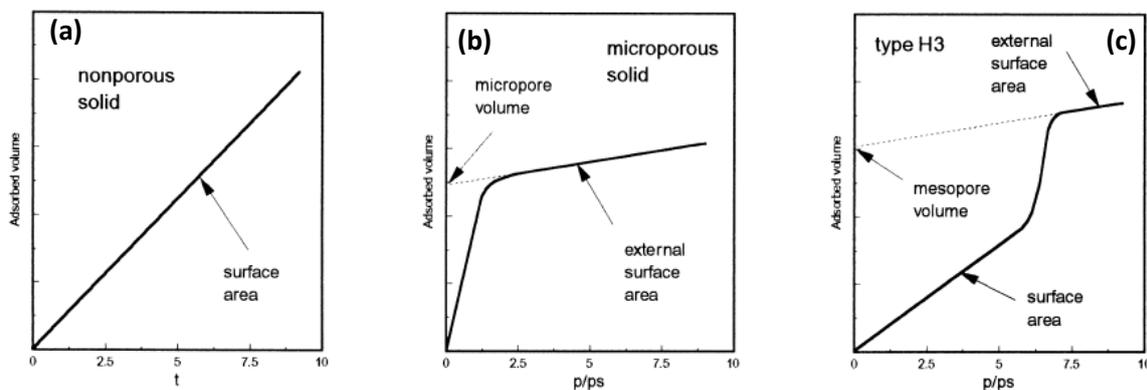 (a)
nonporous
solid
surface
area
Adsorbed volume
0 2.5 5 7.5 10
t
(b)
microporous
solid
micropore
volume
external
surface
area
Adsorbed volume
0 2.5 5 7.5 10
p/ps
(c)
type H3
external
surface
area
mesopore
volume
surface
area
Adsorbed volume
0 2.5 5 7.5 10
p/ps